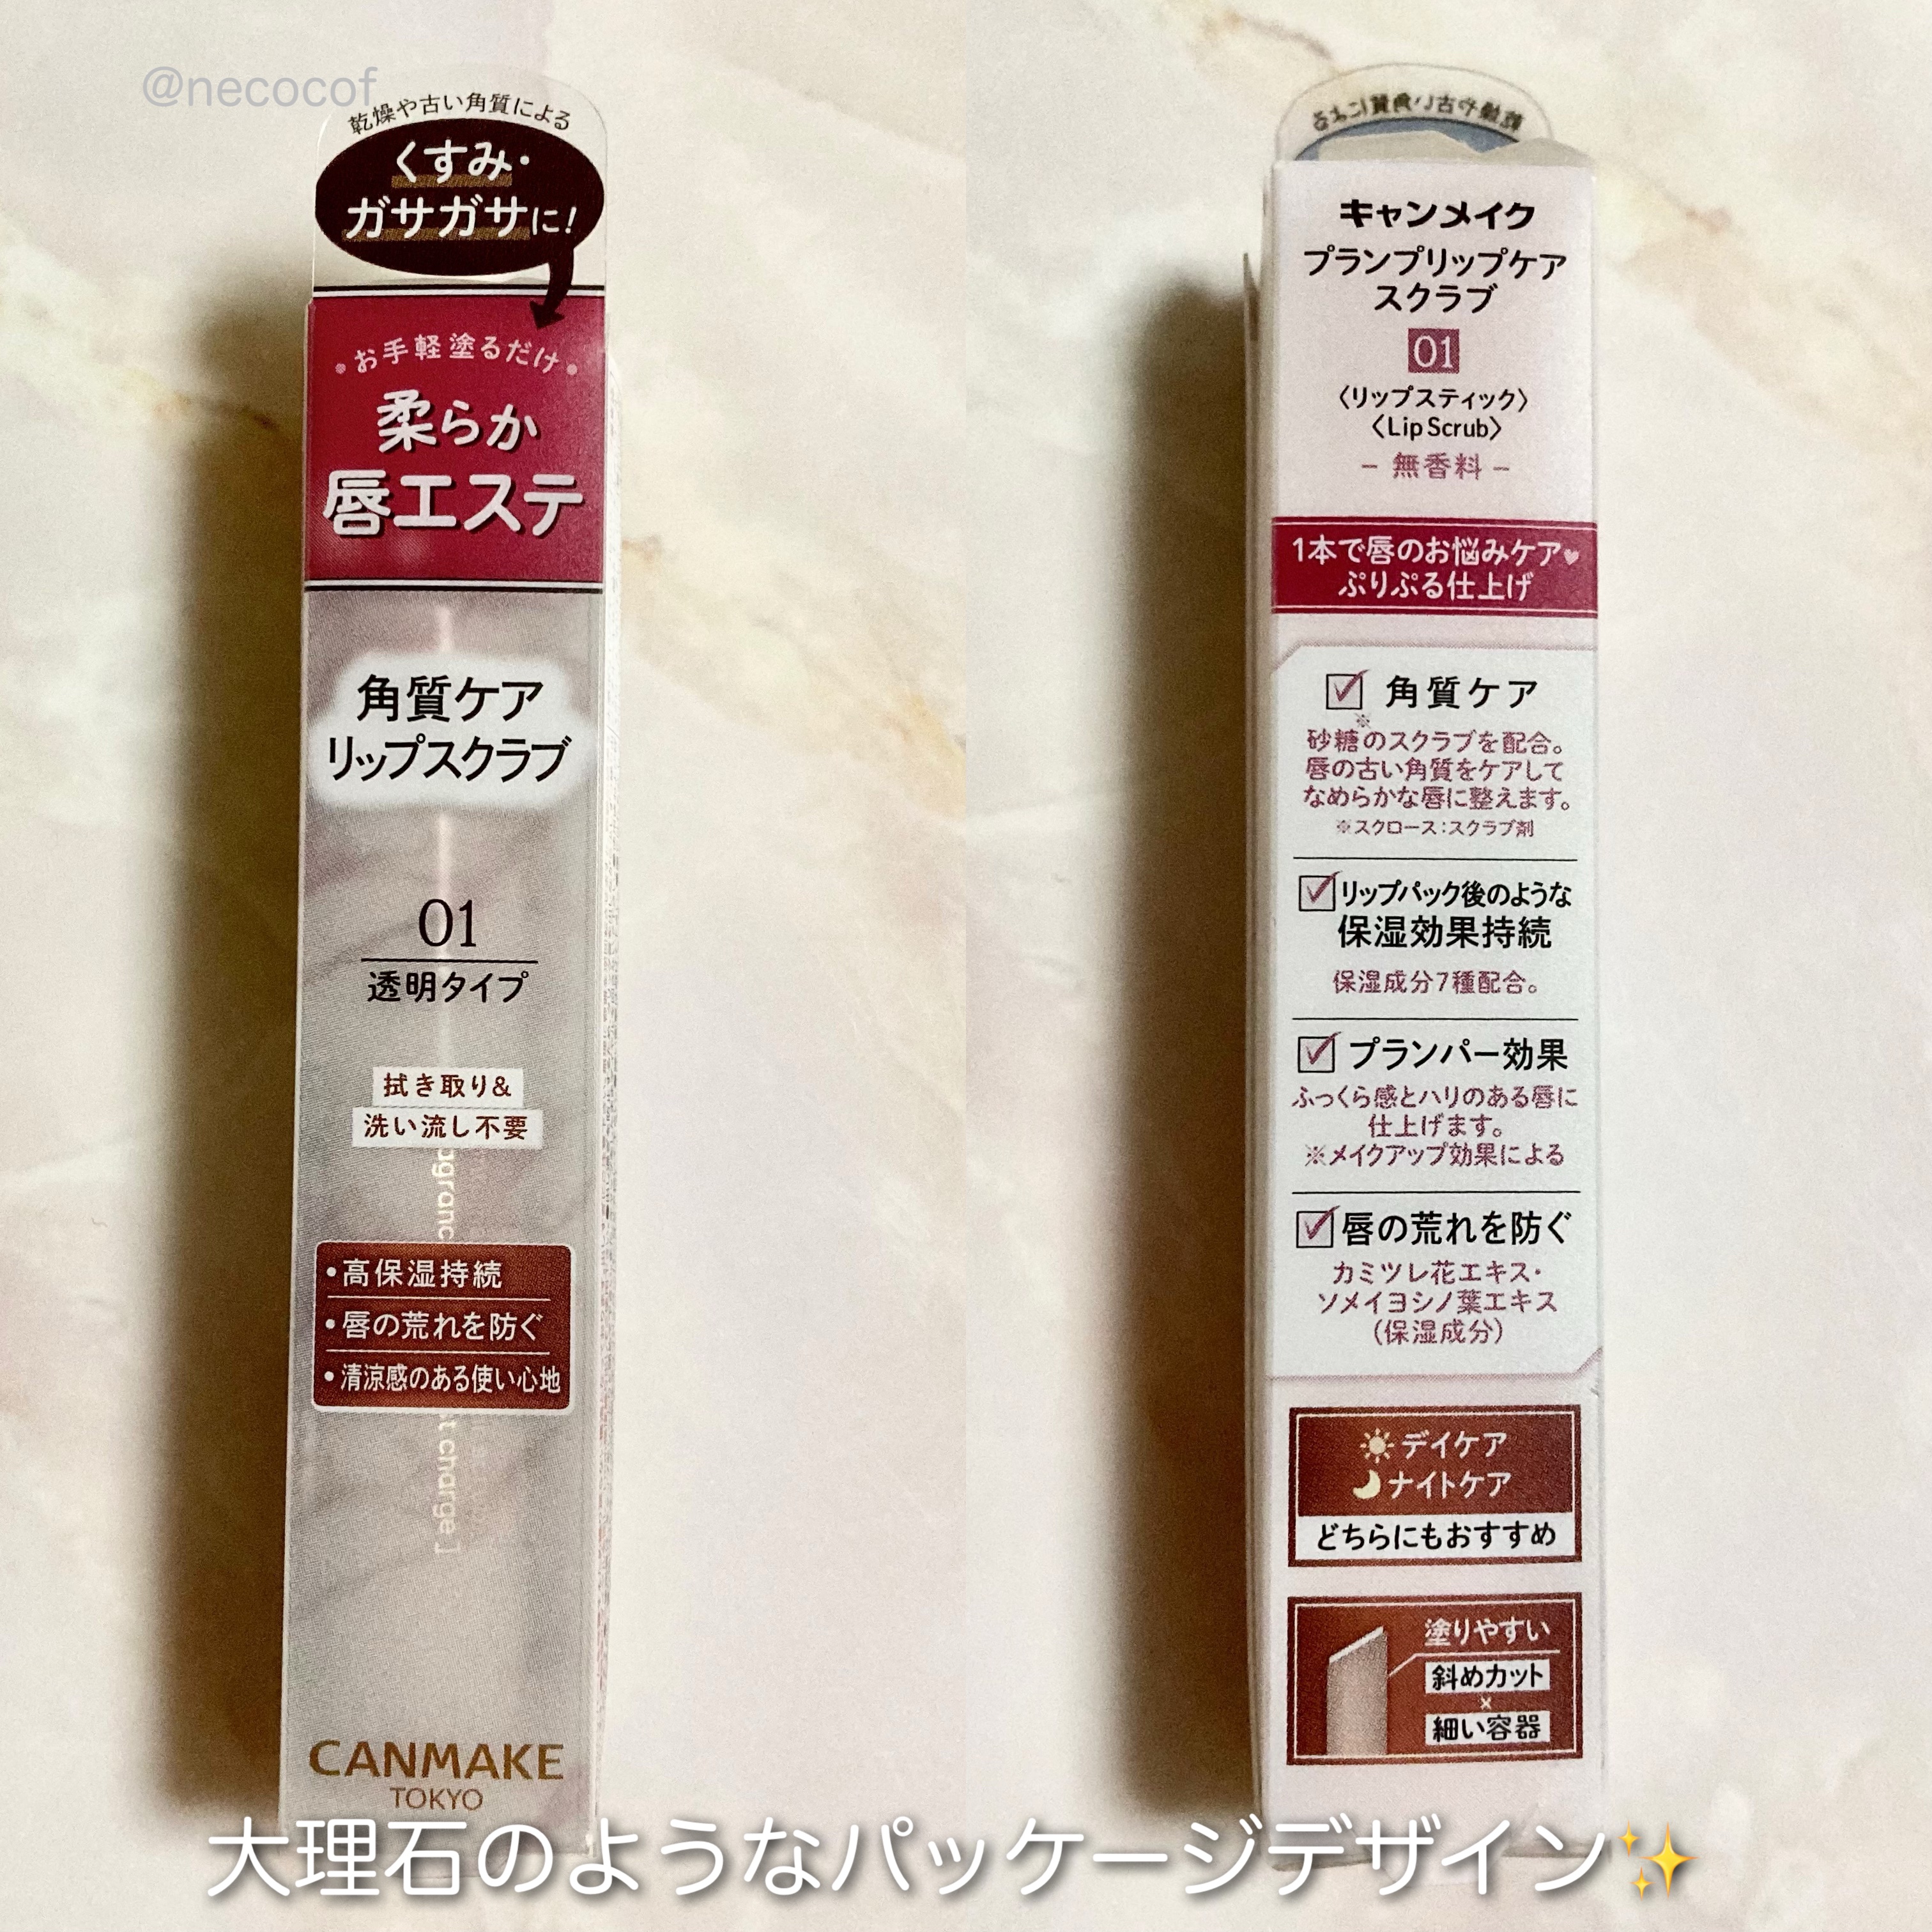 @necocof
乾燥や古い角質による
くすみ・
ガサガサに!
お手軽塗るだけ
柔らか
唇エステ
角質ケア
リップスクラブ
01
透明タイプ
拭き取り&
洗い流し不要
・高保湿持続
・唇の荒れを防ぐ
・清涼感のある使い心地
t charge]
CANMAKE
TOKYO
乾燥や古い角質による
キャンメイク
プランプリップケア
スクラブ
01
〈リップスティック〉
〈Lip Scrub〉
- 無香料 -
1本で唇のお悩みケア♥
ぷりぷる仕上げ
角質ケア
砂糖※のスクラブを配合。
唇の古い角質をケアして
なめらかな唇に整えます。
※スクロース:スクラブ剤
リップパック後のような
保湿効果持続
保湿成分7種配合。
プランパー効果
ふっくら感とハリのある唇に
仕上げます。
※メイクアップ効果による
唇の荒れを防ぐ
カミツレ花エキス・
ソメイヨシノ葉エキス
(保湿成分)
デイケア
ナイトケア
どちらにもおすすめ
塗りやすい
斜めカット
×
細い容器
大理石のようなパッケージデザイン✨